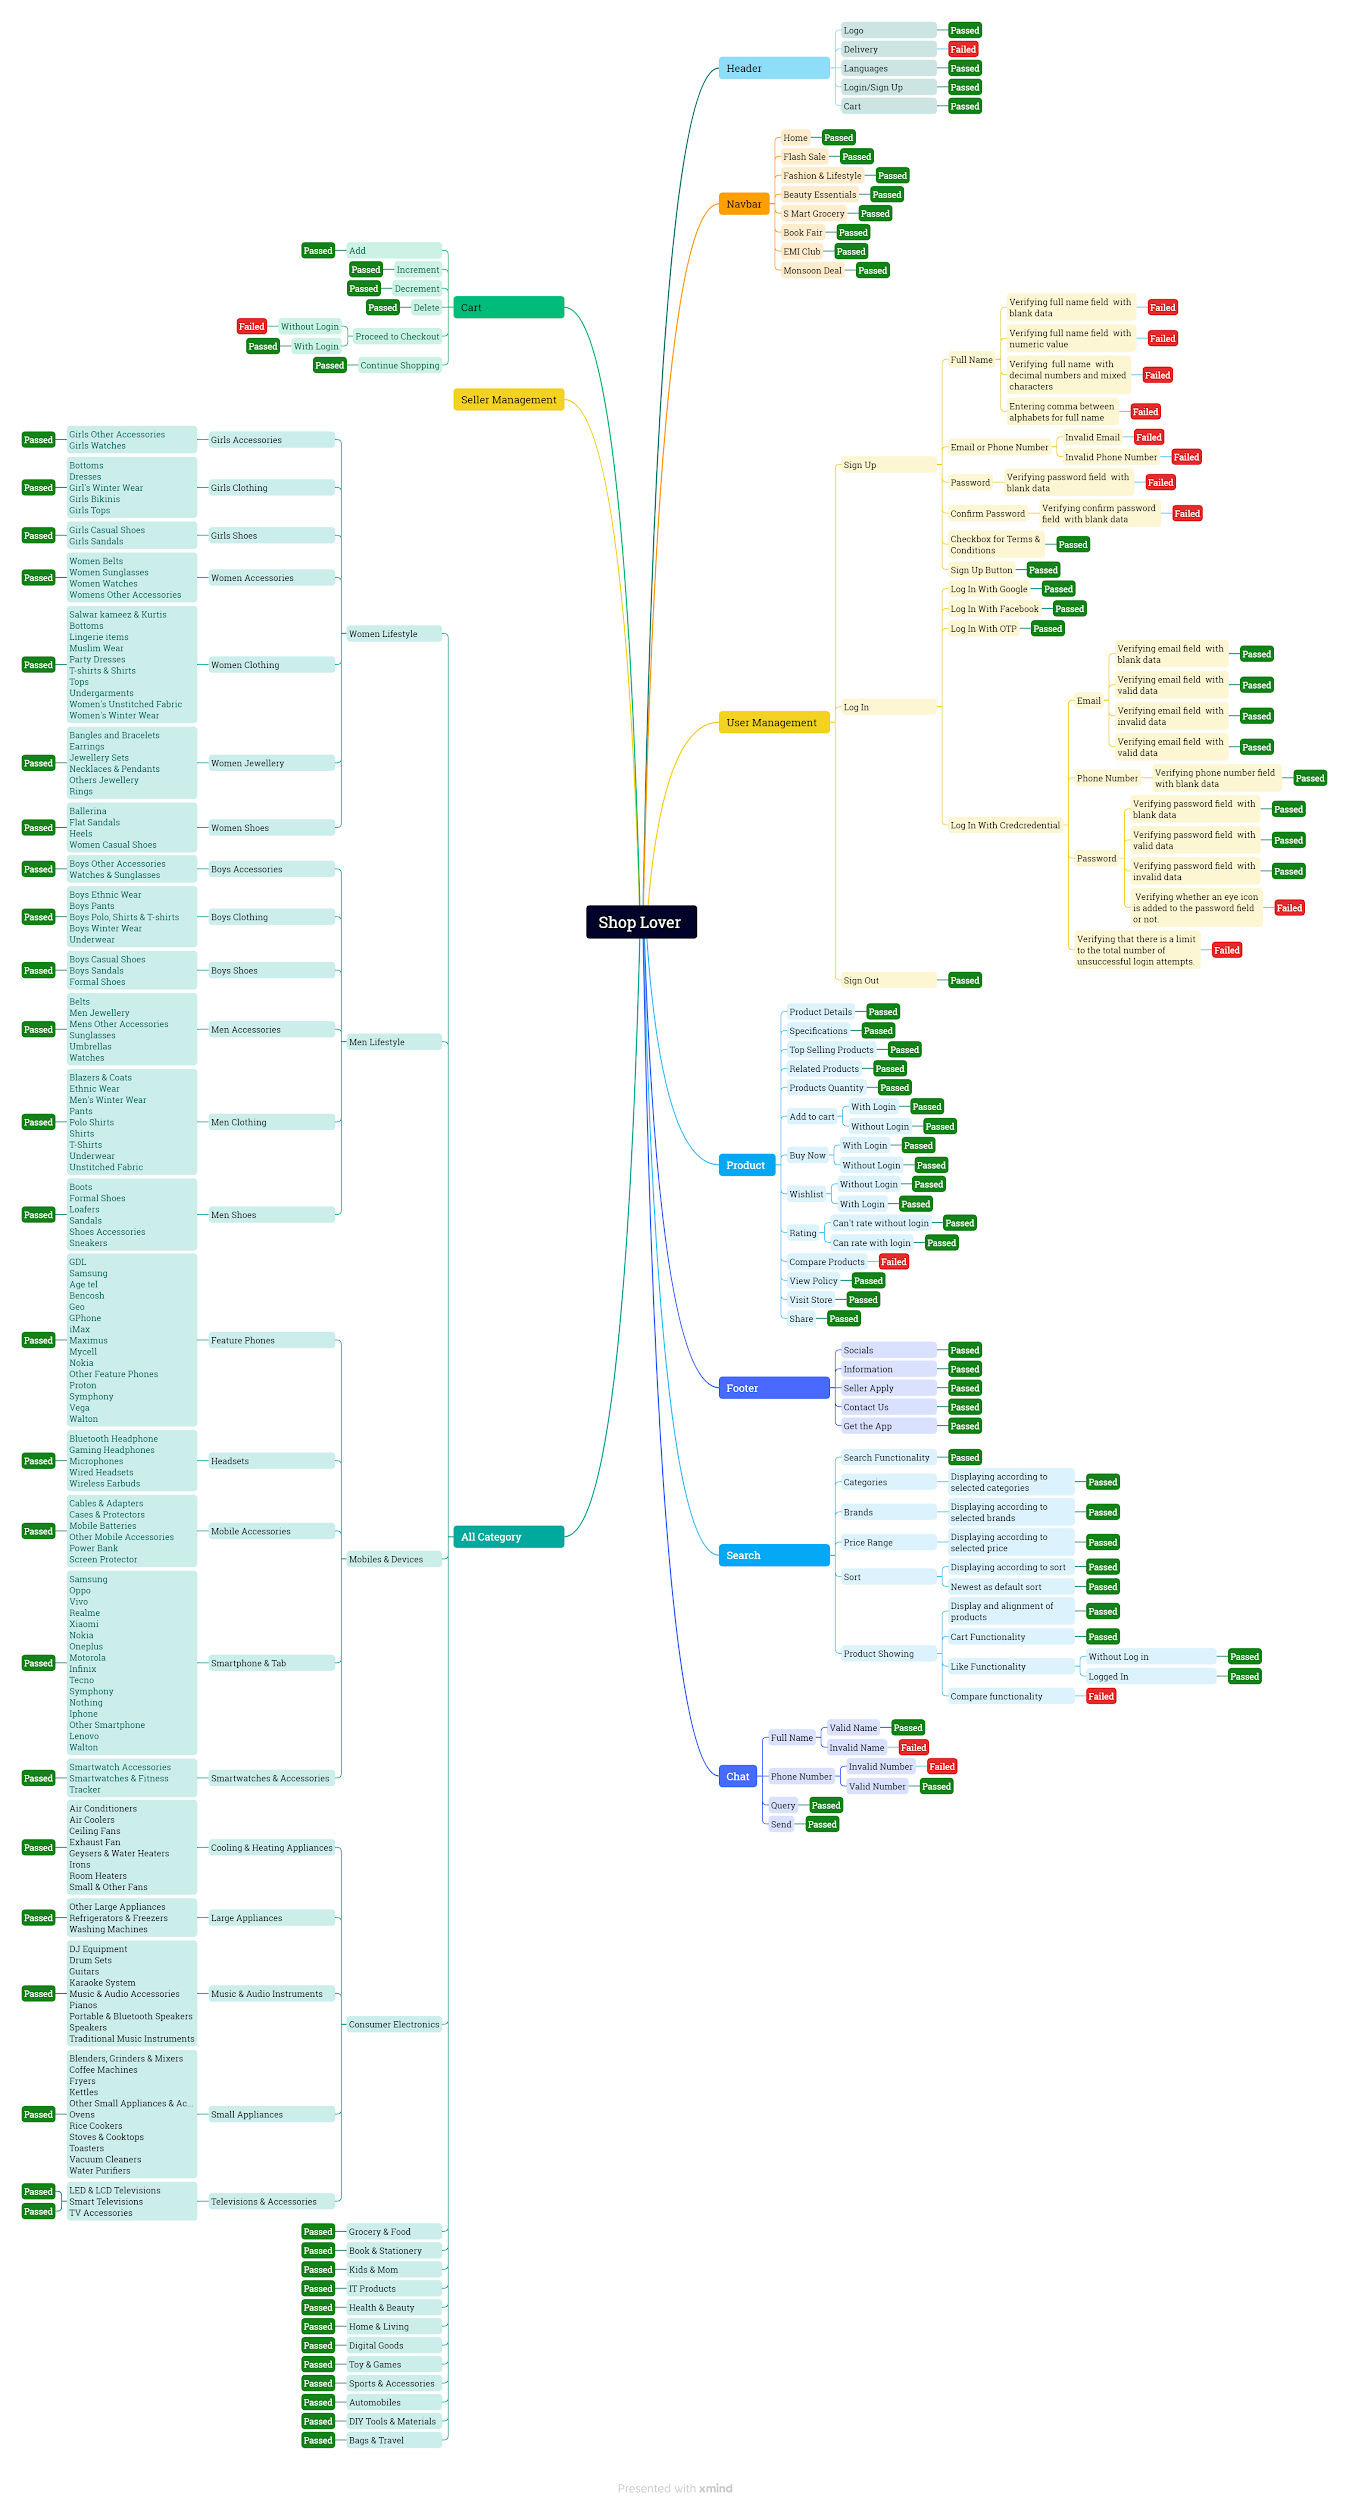 Shop Lover
Header
Logo
Passed
Delivery
Failed
Languages
Passed
Login/Sign Up
Passed
Cart
Passed
Navbar
Home
Passed
Flash Sale
Passed
Fashion & Lifestyle
Passed
Beauty Essentials
Passed
S Mart Grocery
Passed
Book Fair
Passed
EMI Club
Passed
Monsoon Deal
Passed
User Management
Sign Up
Full Name
Verifying full name field with
blank data
Failed
Verifying full name field with
numeric value
Failed
Verifying full name with
decimal numbers and mixed
characters
Failed
Entering comma between
alphabets for full name
Failed
Email or Phone Number
Invalid Email
Failed
Invalid Phone Number
Failed
Password
Verifying password field with
blank data
Failed
Confirm Password
Verifying confirm password
field with blank data
Failed
Checkbox for Terms &
Conditions
Passed
Sign Up Button
Passed
Log In
Log In With Google
Passed
Log In With Facebook
Passed
Log In With OTP
Passed
Log In With Credcredential
Email
Verifying email field with
blank data
Passed
Verifying email field with
valid data
Passed
Verifying email field with
invalid data
Passed
Verifying email field with
valid data
Passed
Phone Number
Verifying phone number field
with blank data
Passed
Password
Verifying password field with
blank data
Passed
Verifying password field with
valid data
Passed
Verifying password field with
invalid data
Passed
Verifying whether an eye icon
is added to the password field
or not.
Failed
Verifying that there is a limit
to the total number of
unsuccessful login attempts.
Failed
Sign Out
Passed
Product
Product Details
Passed
Specifications
Passed
Top Selling Products
Passed
Related Products
Passed
Products Quantity
Passed
Add to cart
With Login
Passed
Without Login
Passed
Buy Now
With Login
Passed
Without Login
Passed
Wishlist
Without Login
Passed
With Login
Passed
Rating
Can't rate without login
Passed
Can rate with login
Passed
Compare Products
Failed
View Policy
Passed
Visit Store
Passed
Share
Passed
Footer
Socials
Passed
Information
Passed
Seller Apply
Passed
Contact Us
Passed
Get the App
Passed
Search
Search Functionality
Passed
Categories
Displaying according to
selected categories
Passed
Brands
Displaying according to
selected brands
Passed
Price Range
Displaying according to
selected price
Passed
Sort
Displaying according to sort
Passed
Newest as default sort
Passed
Product Showing
Display and alignment of
products
Passed
Cart Functionality
Passed
Like Functionality
Without Log in
Passed
Logged In
Passed
Compare functionality
Failed
Chat
Full Name
Valid Name
Passed
Invalid Name
Failed
Phone Number
Invalid Number
Failed
Valid Number
Passed
Query
Passed
Send
Passed
Cart
Add
Passed
Increment
Passed
Decrement
Passed
Delete
Passed
Proceed to Checkout
Without Login
Failed
With Login
Passed
Continue Shopping
Passed
Seller Management
All Category
Women Lifestyle
Girls Accessories
Girls Other Accessories
Girls Watches
Passed
Girls Clothing
Bottoms
Dresses
Girl's Winter Wear
Girls Bikinis
Girls Tops
Passed
Girls Shoes
Girls Casual Shoes
Girls Sandals
Passed
Women Accessories
Women Belts
Women Sunglasses
Women Watches
Womens Other Accessories
Passed
Women Clothing
Salwar kameez & Kurtis
Bottoms
Lingerie items
Muslim Wear
Party Dresses
T-shirts & Shirts
Tops
Undergarments
Women's Unstitched Fabric
Women's Winter Wear
Passed
Women Jewellery
Bangles and Bracelets
Earrings
Jewellery Sets
Necklaces & Pendants
Others Jewellery
Rings
Passed
Women Shoes
Ballerina
Flat Sandals
Heels
Women Casual Shoes
Passed
Men Lifestyle
Boys Accessories
Boys Other Accessories
Watches & Sunglasses
Passed
Boys Clothing
Boys Ethnic Wear
Boys Pants
Boys Polo, Shirts & T-shirts
Boys Winter Wear
Underwear
Passed
Boys Shoes
Boys Casual Shoes
Boys Sandals
Formal Shoes
Passed
Men Accessories
Belts
Men Jewellery
Mens Other Accessories
Sunglasses
Umbrellas
Watches
Passed
Men Clothing
Blazers & Coats
Ethnic Wear
Men's Winter Wear
Pants
Polo Shirts
Shirts
T-Shirts
Underwear
Unstitched Fabric
Passed
Men Shoes
Boots
Formal Shoes
Loafers
Sandals
Shoes Accessories
Sneakers
Passed
Mobiles & Devices
Feature Phones
GDL
Samsung
Age tel
Bencosh
Geo
GPhone
iMax
Maximus
Mycell
Nokia
Other Feature Phones
Proton
Symphony
Vega
Walton
Passed
Headsets
Bluetooth Headphone
Gaming Headphones
Microphones
Wired Headsets
Wireless Earbuds
Passed
Mobile Accessories
Cables & Adapters
Cases & Protectors
Mobile Batteries
Other Mobile Accessories
Power Bank
Screen Protector
Passed
Smartphone & Tab
Samsung
Oppo
Vivo
Realme
Xiaomi
Nokia
Oneplus
Motorola
Infinix
Tecno
Symphony
Nothing
Iphone
Other Smartphone
Lenovo
Walton
Passed
Smartwatches & Accessories
Smartwatch Accessories
Smartwatches & Fitness
Tracker
Passed
Consumer Electronics
Cooling & Heating Appliances
Air Conditioners
Air Coolers
Ceiling Fans
Exhaust Fan
Geysers & Water Heaters
Irons
Room Heaters
Small & Other Fans
Passed
Large Appliances
Other Large Appliances
Refrigerators & Freezers
Washing Machines
Passed
Music & Audio Instruments
DJ Equipment
Drum Sets
Guitars
Karaoke System
Music & Audio Accessories
Pianos
Portable & Bluetooth Speakers
Speakers
Traditional Music Instruments
Passed
Small Appliances
Blenders, Grinders & Mixers
Coffee Machines
Fryers
Kettles
Other Small Appliances & Ac...
Ovens
Rice Cookers
Stoves & Cooktops
Toasters
Vacuum Cleaners
Water Purifiers
Passed
Televisions & Accessories
LED & LCD Televisions
Smart Televisions
TV Accessories
Passed
Passed
Grocery & Food
Passed
Book & Stationery
Passed
Kids & Mom
Passed
IT Products
Passed
Health & Beauty
Passed
Home & Living
Passed
Digital Goods
Passed
Toy & Games
Passed
Sports & Accessories
Passed
Automobiles
Passed
DIY Tools & Materials
Passed
Bags & Travel
Passed
Presented with xmind